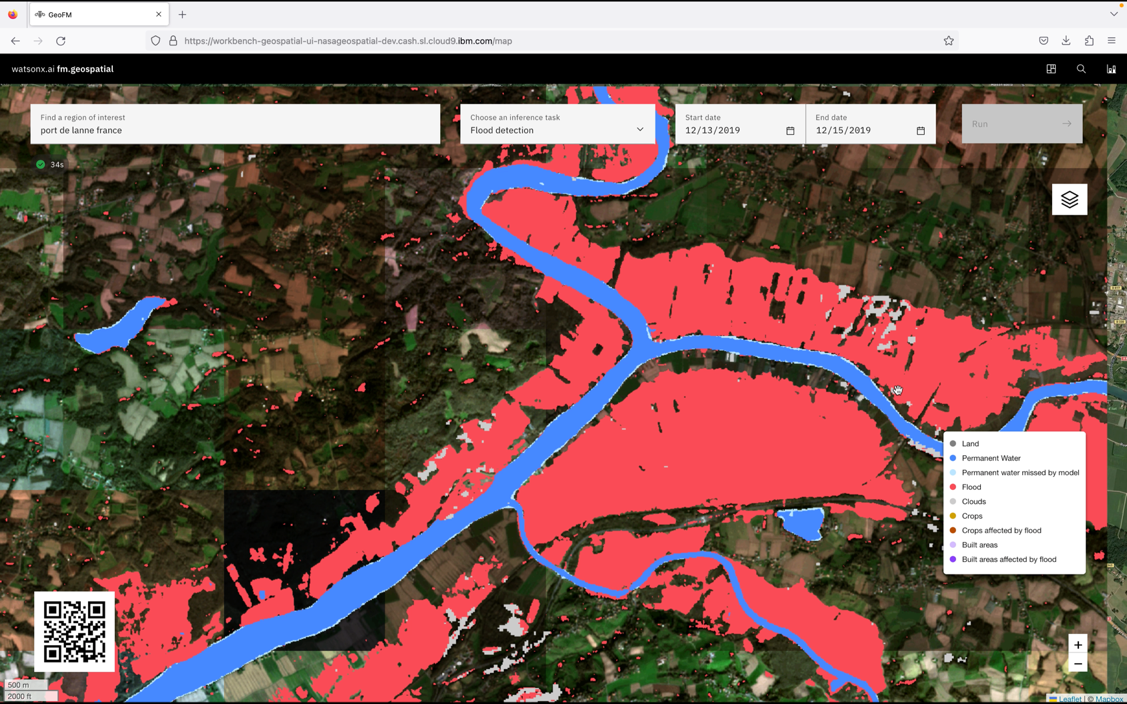 GeoFM
https://workbench-geospatial-ui-nasageospatial-dev.cash.sl.cloud9.ibm.com/map
watsonx.ai fm.geospatial
Find a region of interest
port de lanne france
Choose an inference task
Flood detection
Start date
12/13/2019
End date
12/15/2019
Run
34s
Land
Permanent Water
Permanent water missed by model
Flood
Clouds
Crops
Crops affected by flood
Built areas
Built areas affected by flood
+
−
500 m
2000 ft
Leaflet | © Mapbox